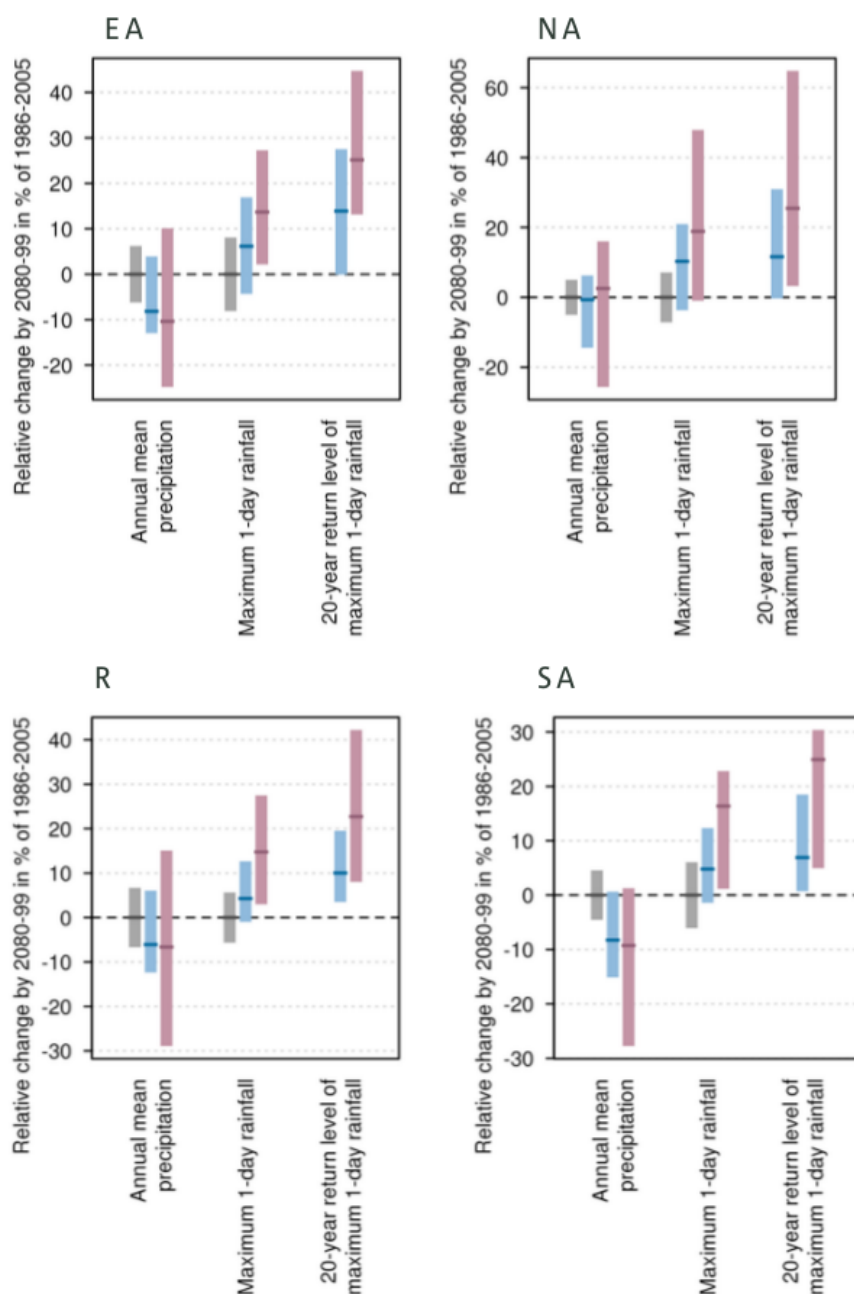 EA
Relative change by 2080-99 in % of 1986-2005
40
30
20
10
0
-10
-20
Annual mean
precipitation
Maximum 1-day rainfall
20-year return level of
maximum 1-day rainfall
NA
Relative change by 2080-99 in % of 1986-2005
60
40
20
0
-20
Annual mean
precipitation
Maximum 1-day rainfall
20-year return level of
maximum 1-day rainfall
R
Relative change by 2080-99 in % of 1986-2005
40
30
20
10
0
-10
-20
-30
Annual mean
precipitation
Maximum 1-day rainfall
20-year return level of
maximum 1-day rainfall
SA
Relative change by 2080-99 in % of 1986-2005
30
20
10
0
-10
-20
-30
Annual mean
precipitation
Maximum 1-day rainfall
20-year return level of
maximum 1-day rainfall